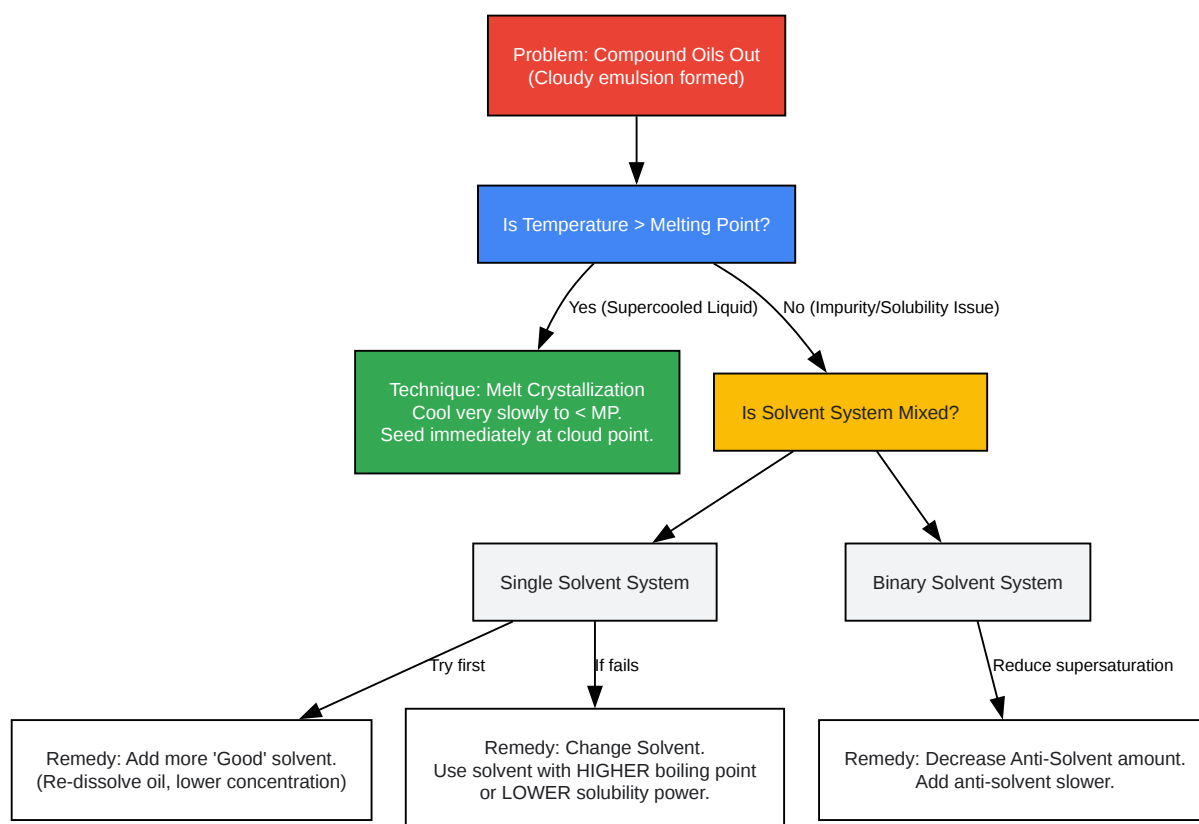 Problem: Compound Oils Out
(Cloudy emulsion formed)
Is Temperature > Melting Point?
Yes (Supercooled Liquid)
No (Impurity/Solubility Issue)
Technique: Melt Crystallization
Cool very slowly to < MP.
Seed immediately at cloud point.
Is Solvent System Mixed?
Single Solvent System
Binary Solvent System
Try first
If fails
Reduce supersaturation
Remedy: Add more 'Good' solvent.
(Re-dissolve oil, lower concentration)
Remedy: Change Solvent.
Use solvent with HIGHER boiling point
or LOWER solubility power.
Remedy: Decrease Anti-Solvent amount.
Add anti-solvent slower.